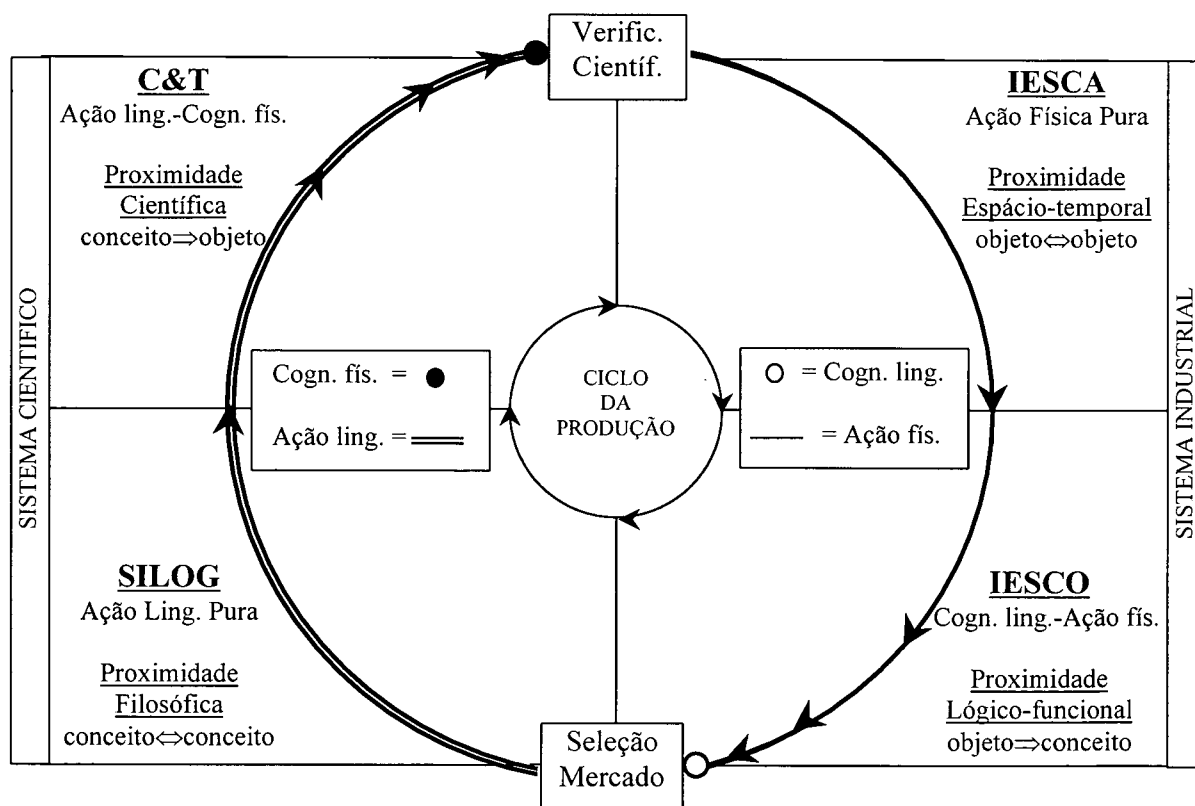 Verific.
Científ.
C&T
Ação ling.-Cogn. fís.
Proximidade
Científica
conceito⇒objeto
IESCA
Ação Física Pura
Proximidade
Espácio-temporal
objeto⇔objeto
SISTEMA CIENTIFICO
SISTEMA INDUSTRIAL
Cogn. fís. = ●
Ação ling. =
CICLO
DA
PRODUÇÃO
○ = Cogn. ling.
— = Ação fís.
SILOG
Ação Ling. Pura
Proximidade
Filosófica
conceito⇔conceito
IESCO
Cogn. ling.-Ação fís.
Proximidade
Lógico-funcional
objeto⇒conceito
Seleção
Mercado